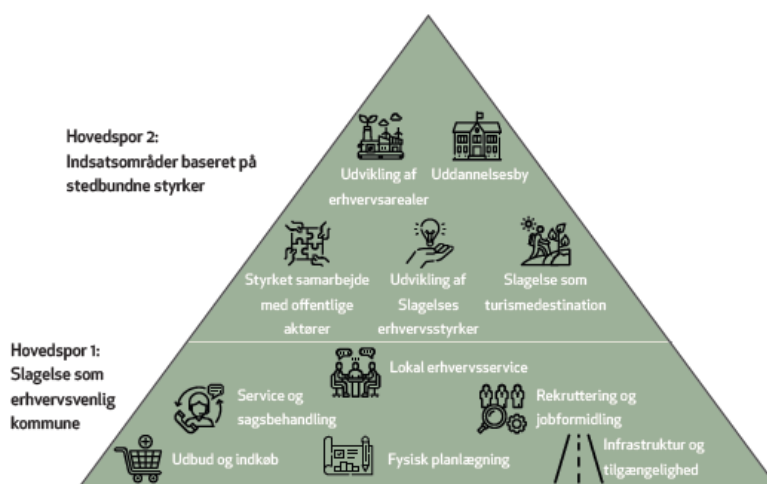 Hovedspor 2:
Indsatsområder baseret på
stedbundne styrker
Udvikling af
erhvervsarealer
Uddannelsesby
Styrket samarbejde
med offentlige
aktører
Udvikling af
Slagelses
erhvervsstyrker
Slagelse som
turismedestination
Hovedspor 1:
Slagelse som
erhvervsvenlig
kommune
Lokal erhvervsservice
Service og
sagsbehandling
Rekruttering og
jobformidling
Udbud og indkøb
Fysisk planlægning
Infrastruktur og
tilgængelighed